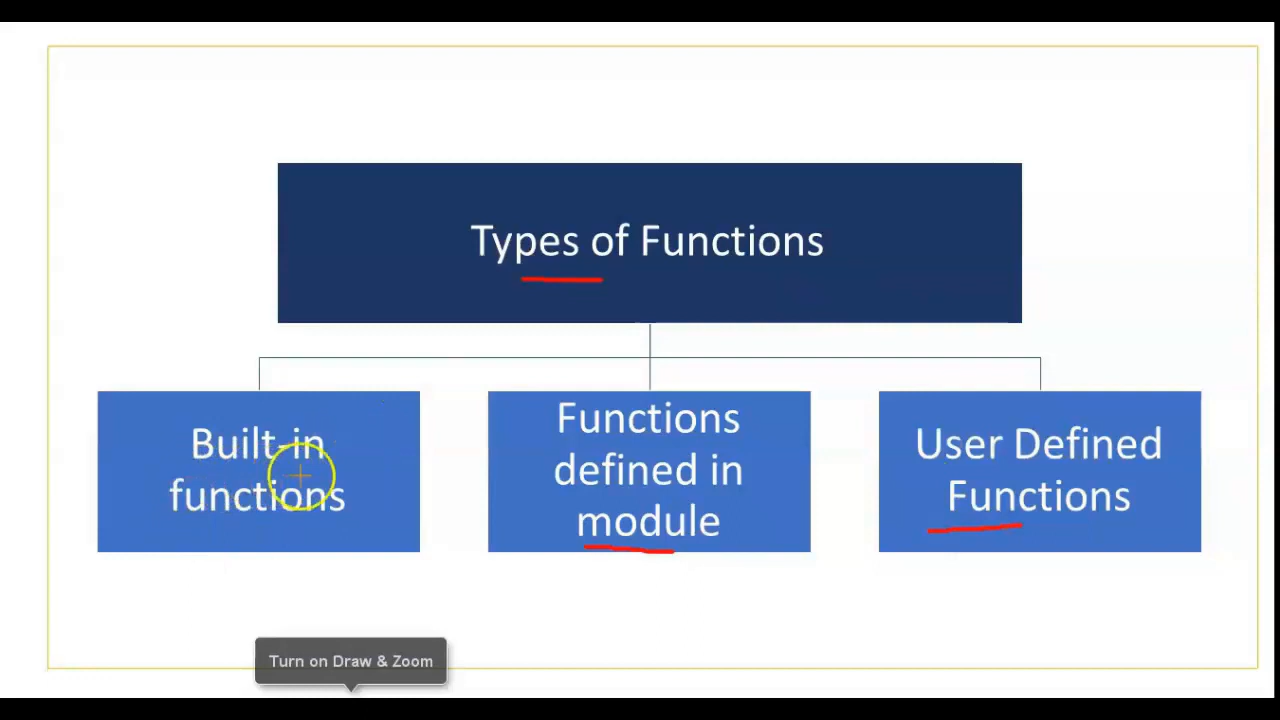 Types of Functions
Built-in
functions
Functions
defined in
module
User Defined
Functions
Turn on Draw & Zoom